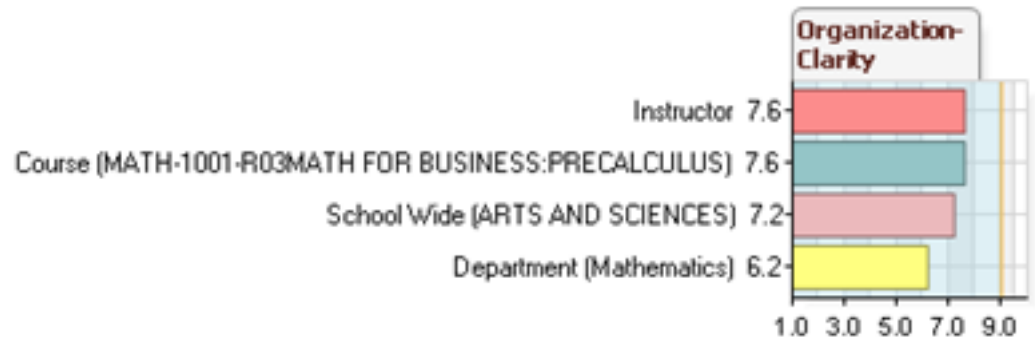 Organization-
Clarity
Instructor 7.6
Course (MATH-1001-R03MATH FOR BUSINESS:PRECALCULUS) 7.6
School Wide (ARTS AND SCIENCES) 7.2
Department (Mathematics) 6.2
1.0 3.0 5.0 7.0 9.0